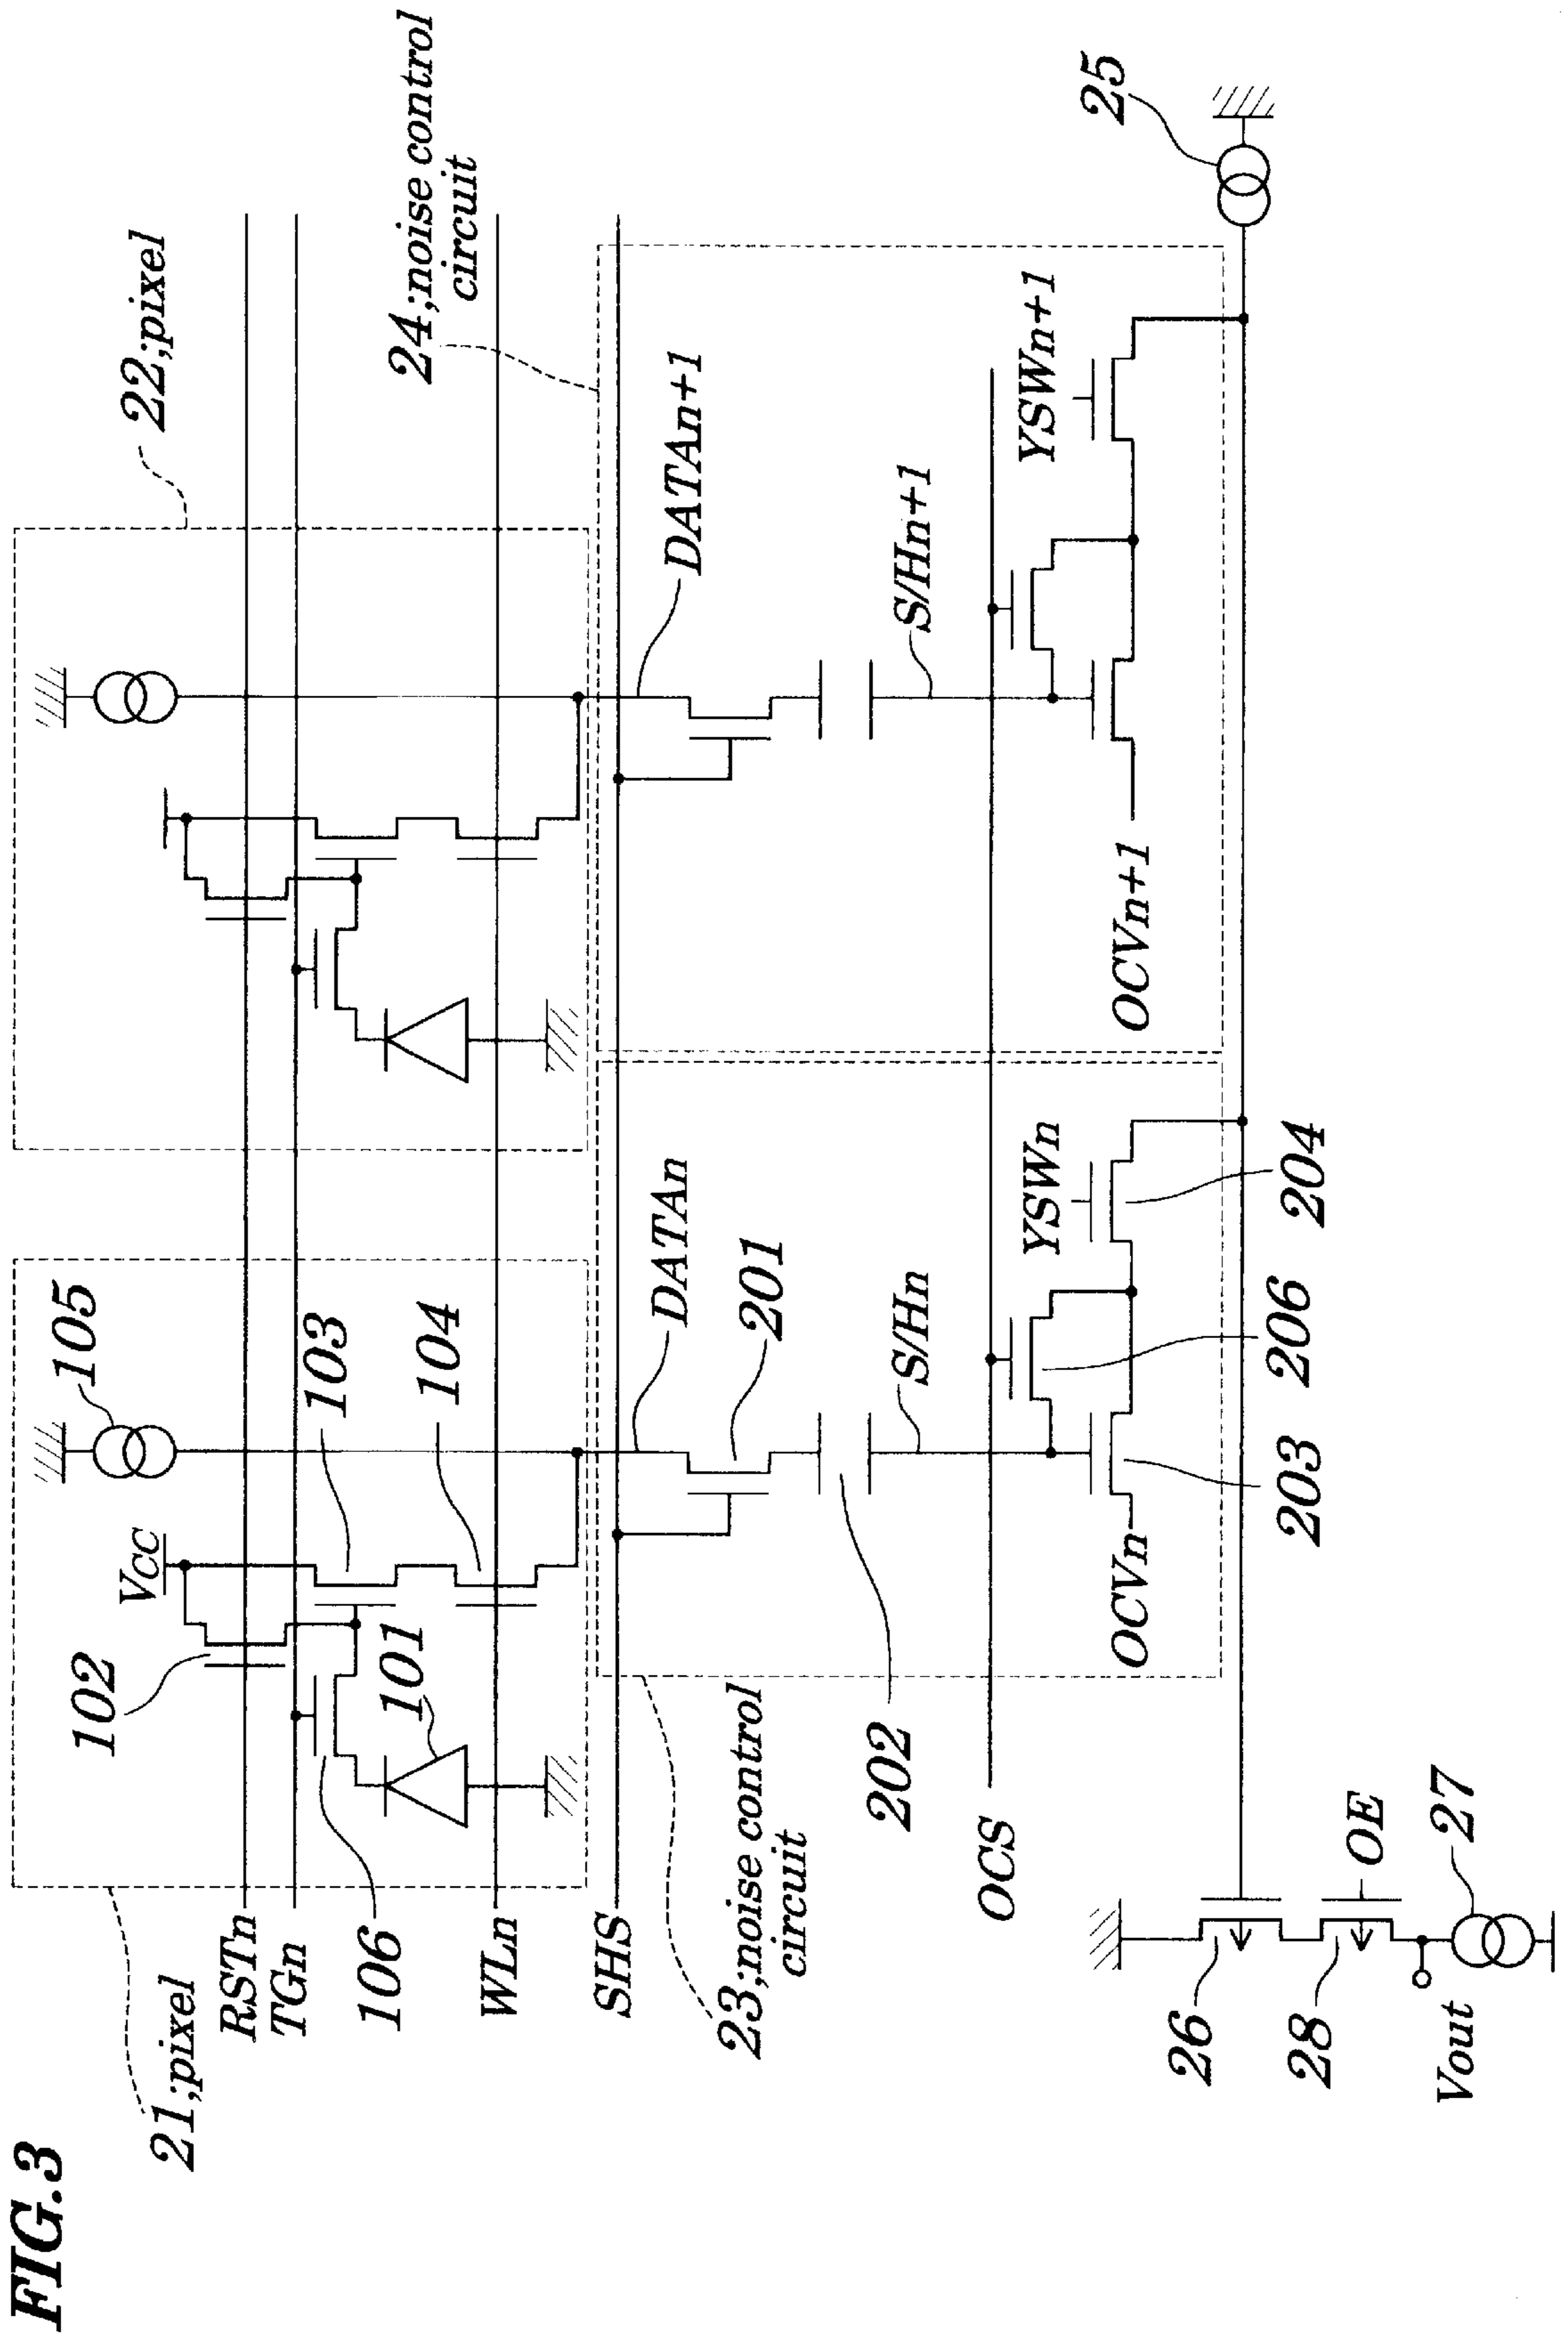 FIG.3
21;pixel
22;pixel
102
Vcc
105
103
104
101
106
RSTn
TGn
WLn
24;noise control
circuit
SHS
DATAn
DATAn+1
201
23;noise control
circuit
202
S/Hn
S/Hn+1
OCS
OCVn
YSWn
OCVn+1
YSWn+1
25
203
206
204
26
28
OE
27
Vout